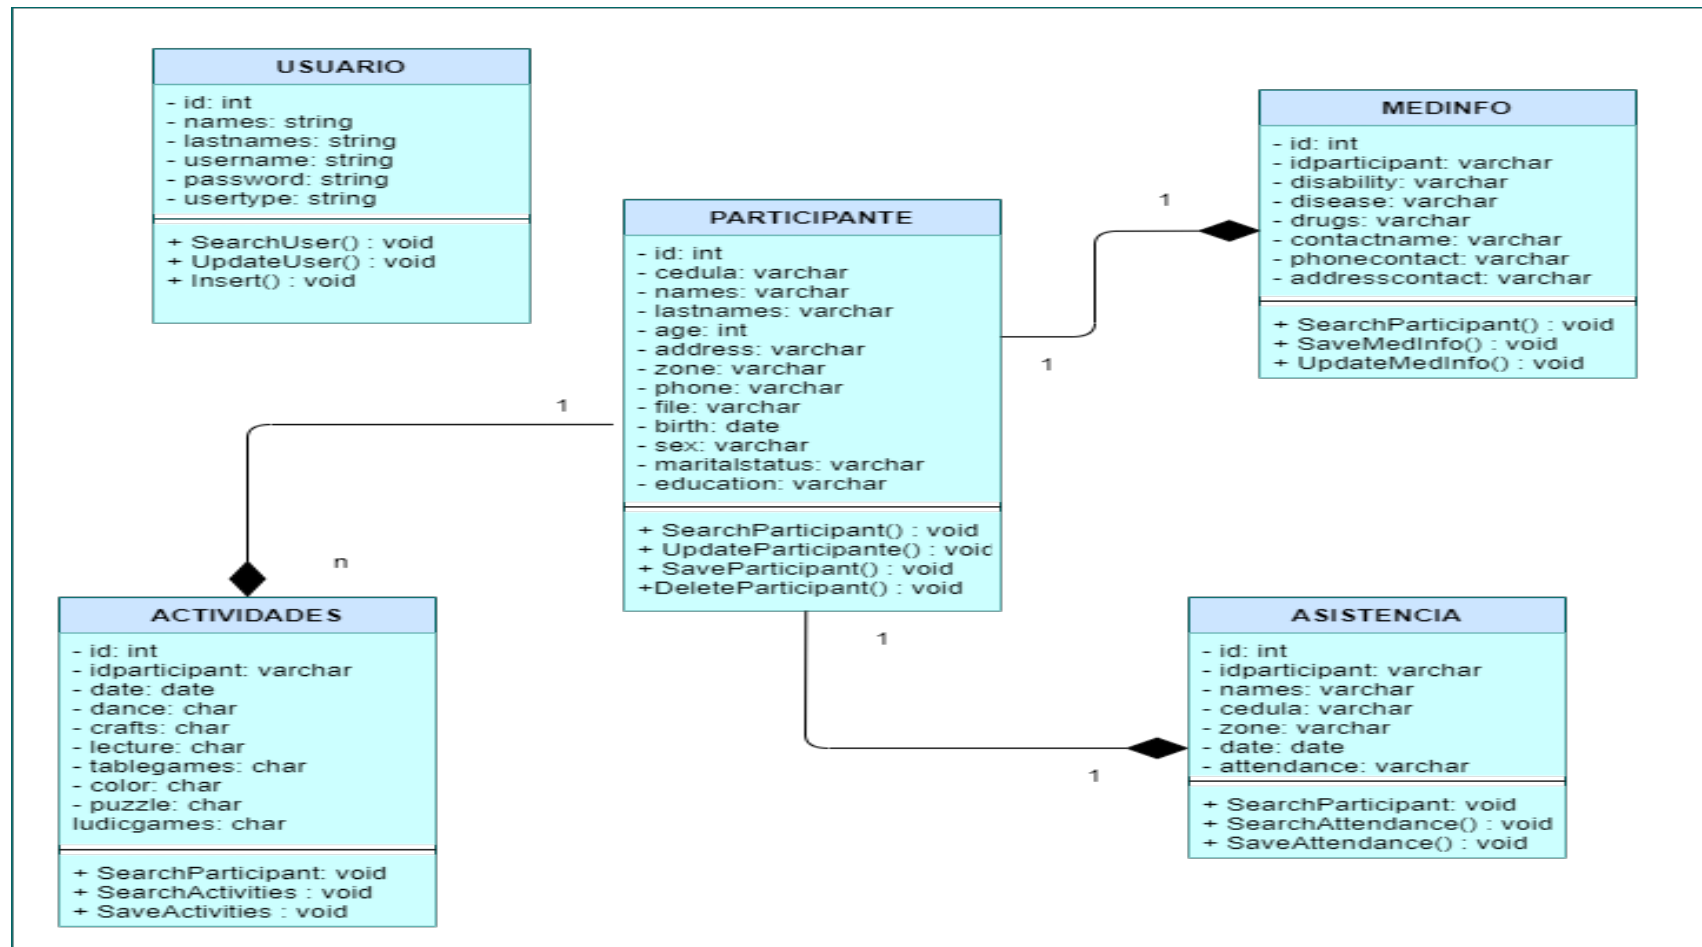 USUARIO
- id: int
- names: string
- lastnames: string
- username: string
- password: string
- usertype: string
+ SearchUser() : void
+ UpdateUser() : void
+ Insert() : void
MEDINFO
- id: int
- idparticipant: varchar
- disability: varchar
- disease: varchar
- drugs: varchar
- contactname: varchar
- phonecontact: varchar
- addresscontact: varchar
+ SearchParticipant() : void
+ SaveMedInfo() : void
+ UpdateMedInfo() : void
1
1
PARTICIPANTE
- id: int
- cedula: varchar
- names: varchar
- lastnames: varchar
- age: int
- address: varchar
- zone: varchar
- phone: varchar
- file: varchar
- birth: date
- sex: varchar
- maritalstatus: varchar
- education: varchar
+ SearchParticipant() : void
+ UpdateParticipante() : void
+ SaveParticipant() : void
+DeleteParticipant() : void
1
n
ACTIVIDADES
- id: int
- idparticipant: varchar
- date: date
- dance: char
- crafts: char
- lecture: char
- tablegames: char
- color: char
- puzzle: char
ludicgames: char
+ SearchParticipant: void
+ SearchActivities : void
+ SaveActivities : void
1
1
ASISTENCIA
- id: int
- idparticipant: varchar
- names: varchar
- cedula: varchar
- zone: varchar
- date: date
- attendance: varchar
+ SearchParticipant: void
+ SearchAttendance() : void
+ SaveAttendance() : void